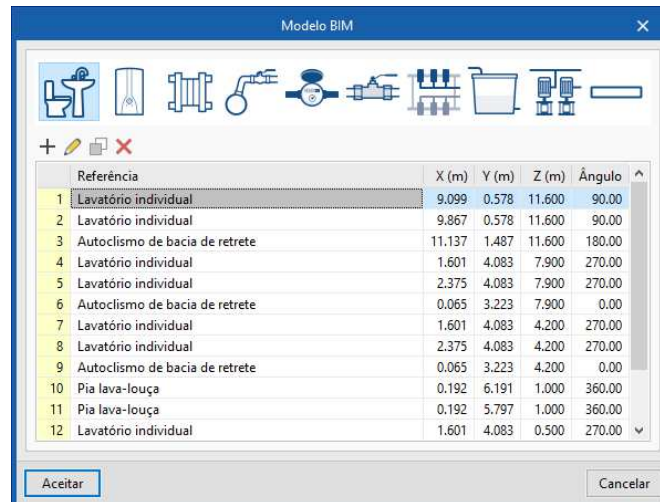 Modelo BIM
Referência X (m) Y (m) Z (m) Ângulo
1 Lavatório individual 9.099 0.578 11.600 90.00
2 Lavatório individual 9.867 0.578 11.600 90.00
3 Autoclismo de bacia de retrete 11.137 1.487 11.600 180.00
4 Lavatório individual 1.601 4.083 7.900 270.00
5 Lavatório individual 2.375 4.083 7.900 270.00
6 Autoclismo de bacia de retrete 0.065 3.223 7.900 0.00
7 Lavatório individual 1.601 4.083 4.200 270.00
8 Lavatório individual 2.375 4.083 4.200 270.00
9 Autoclismo de bacia de retrete 0.065 3.223 4.200 0.00
10 Pia lava-louça 0.192 6.191 1.000 360.00
11 Pia lava-louça 0.192 5.797 1.000 360.00
12 Lavatório individual 1.601 4.083 0.500 270.00
Aceitar Cancelar